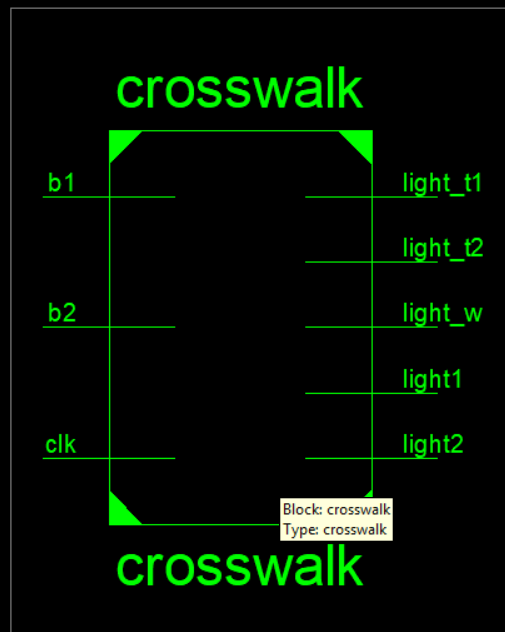 crosswalk
b1
light_t1
light_t2
b2
light_w
light1
clk
light2
Block: crosswalk
Type: crosswalk
crosswalk